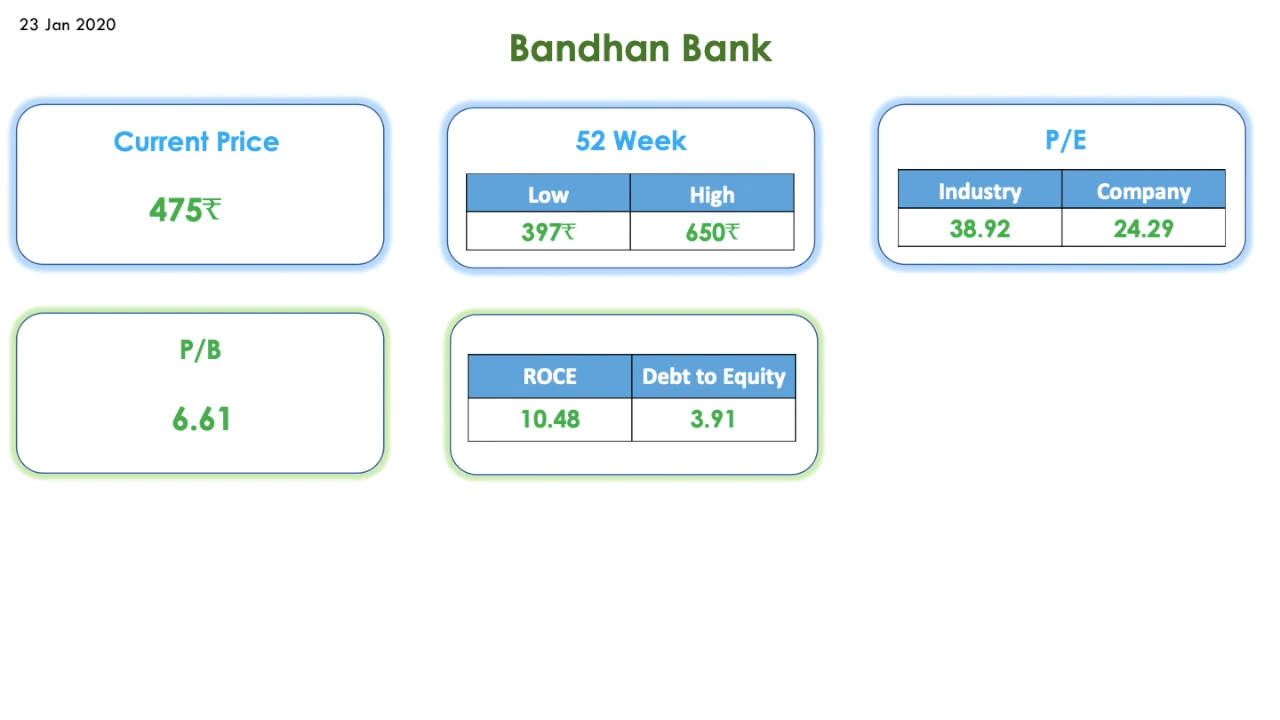 23 Jan 2020
Bandhan Bank
Current Price
475₹
52 Week
Low High
397₹ 650₹
P/E
Industry Company
38.92 24.29
P/B
6.61
ROCE Debt to Equity
10.48 3.91